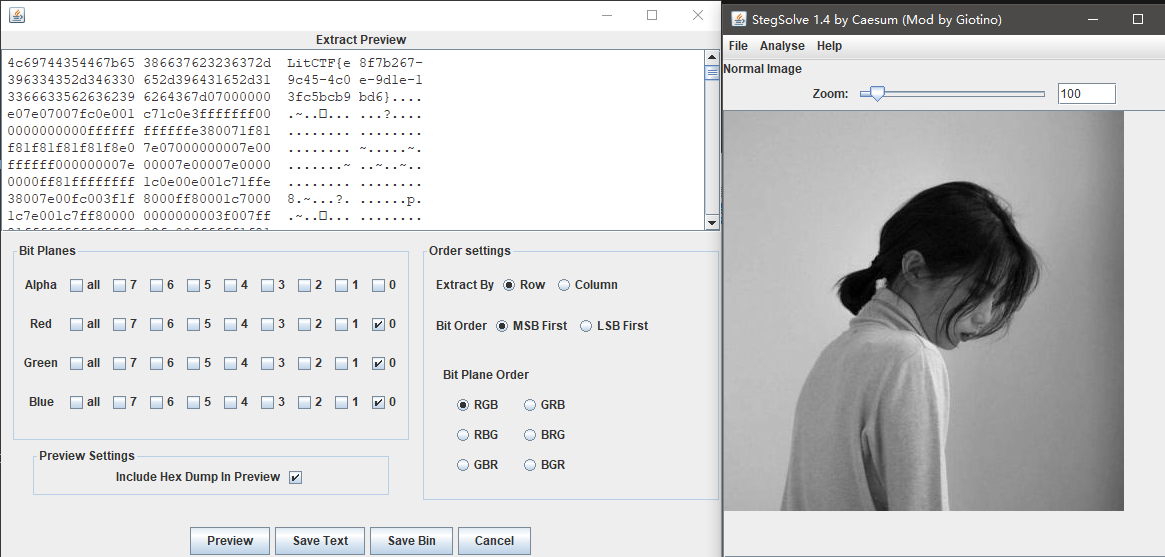 Extract Preview
4c69744354467b65 386637623236372d LitCTF{e 8f7b267-
396334352d346330 652d396431652d31 9c45-4c0 e-9d1e-1
3366633562636239 6264367d07000000 3fc5bcb9 bd6}....
e07e07007fc0e001 c71c0e3fffffff00 .~..□... ...?....
0000000000ffffff ffffffe380071f81 ........ ........
f81f81f81f81f8e0 7e07000000007e00 ........ ~.....~.
ffffff000000007e 00007e00007e0000 .......~ ..~..~..
0000ff81ffffffff 1c0e00e001c71ffe ........ ........
38007e00fc003f1f 8000ff80001c7000 8.~...?. ......p.
1c7e001c7ff80000 0000000003f007ff .~..□... ........
Bit Planes
Alpha all 7 6 5 4 3 2 1 0
Red all 7 6 5 4 3 2 1 0
Green all 7 6 5 4 3 2 1 0
Blue all 7 6 5 4 3 2 1 0
Preview Settings
Include Hex Dump In Preview
Order settings
Extract By Row Column
Bit Order MSB First LSB First
Bit Plane Order
RGB GRB
RBG BRG
GBR BGR
Preview Save Text Save Bin Cancel
StegSolve 1.4 by Caesum (Mod by Giotino)
File Analyse Help
Normal Image
Zoom: 100